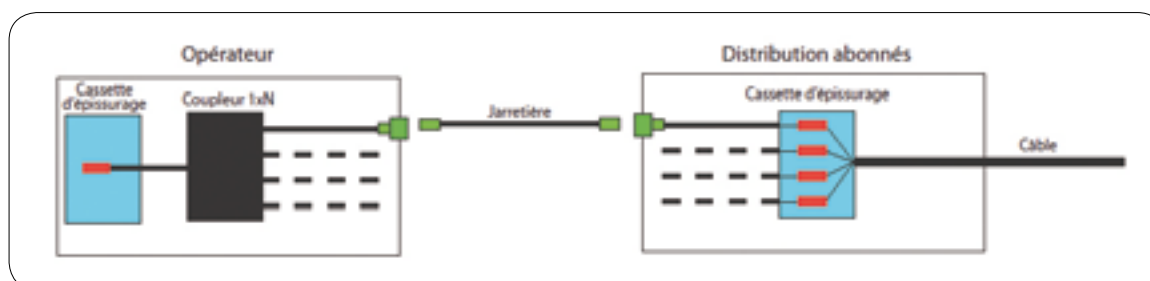 Opérateur
Distribution abonnés
Cassette
d'épissurage
Coupleur 1xN
Jarretière
Cassette d'épissurage
Câble